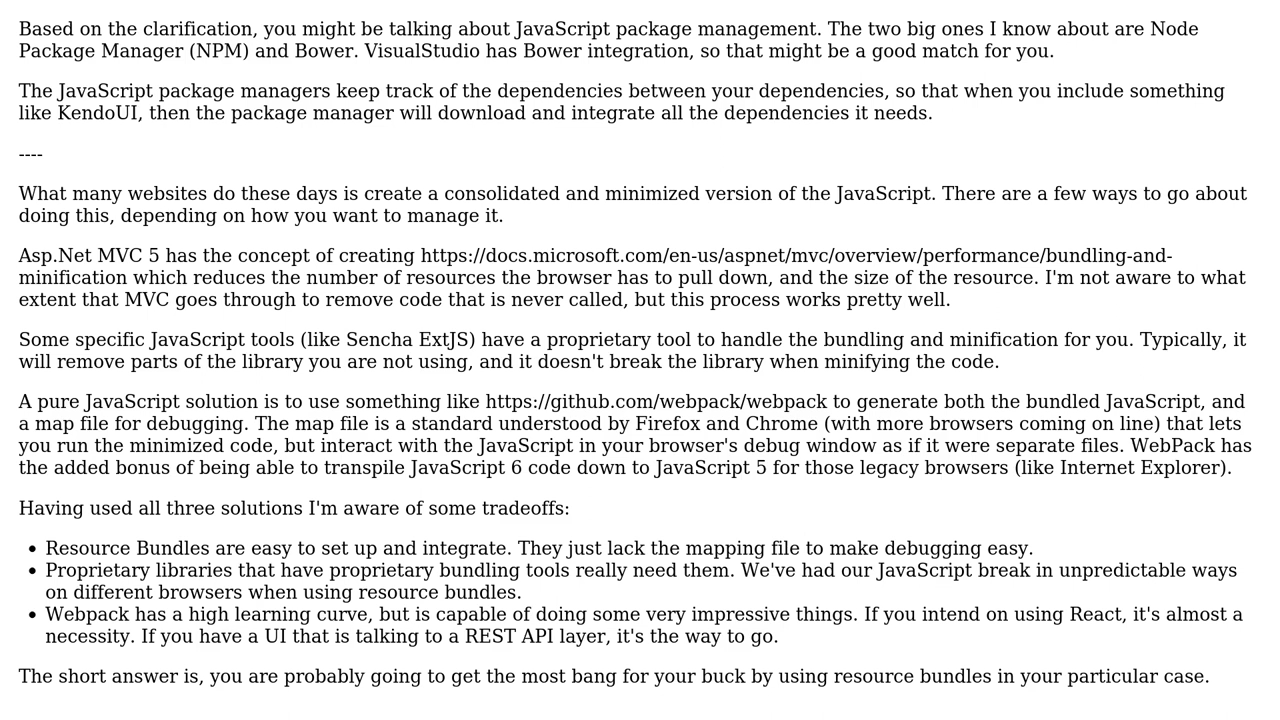 Based on the clarification, you might be talking about JavaScript package management. The two big ones I know about are Node
Package Manager (NPM) and Bower. VisualStudio has Bower integration, so that might be a good match for you.
The JavaScript package managers keep track of the dependencies between your dependencies, so that when you include something
like KendoUI, then the package manager will download and integrate all the dependencies it needs.
----
What many websites do these days is create a consolidated and minimized version of the JavaScript. There are a few ways to go about
doing this, depending on how you want to manage it.
Asp.Net MVC 5 has the concept of creating https://docs.microsoft.com/en-us/aspnet/mvc/overview/performance/bundling-and-
minification which reduces the number of resources the browser has to pull down, and the size of the resource. I'm not aware to what
extent that MVC goes through to remove code that is never called, but this process works pretty well.
Some specific JavaScript tools (like Sencha ExtJS) have a proprietary tool to handle the bundling and minification for you. Typically, it
will remove parts of the library you are not using, and it doesn't break the library when minifying the code.
A pure JavaScript solution is to use something like https://github.com/webpack/webpack to generate both the bundled JavaScript, and
a map file for debugging. The map file is a standard understood by Firefox and Chrome (with more browsers coming on line) that lets
you run the minimized code, but interact with the JavaScript in your browser's debug window as if it were separate files. WebPack has
the added bonus of being able to transpile JavaScript 6 code down to JavaScript 5 for those legacy browsers (like Internet Explorer).
Having used all three solutions I'm aware of some tradeoffs:
• Resource Bundles are easy to set up and integrate. They just lack the mapping file to make debugging easy.
• Proprietary libraries that have proprietary bundling tools really need them. We've had our JavaScript break in unpredictable ways
on different browsers when using resource bundles.
• Webpack has a high learning curve, but is capable of doing some very impressive things. If you intend on using React, it's almost a
necessity. If you have a UI that is talking to a REST API layer, it's the way to go.
The short answer is, you are probably going to get the most bang for your buck by using resource bundles in your particular case.